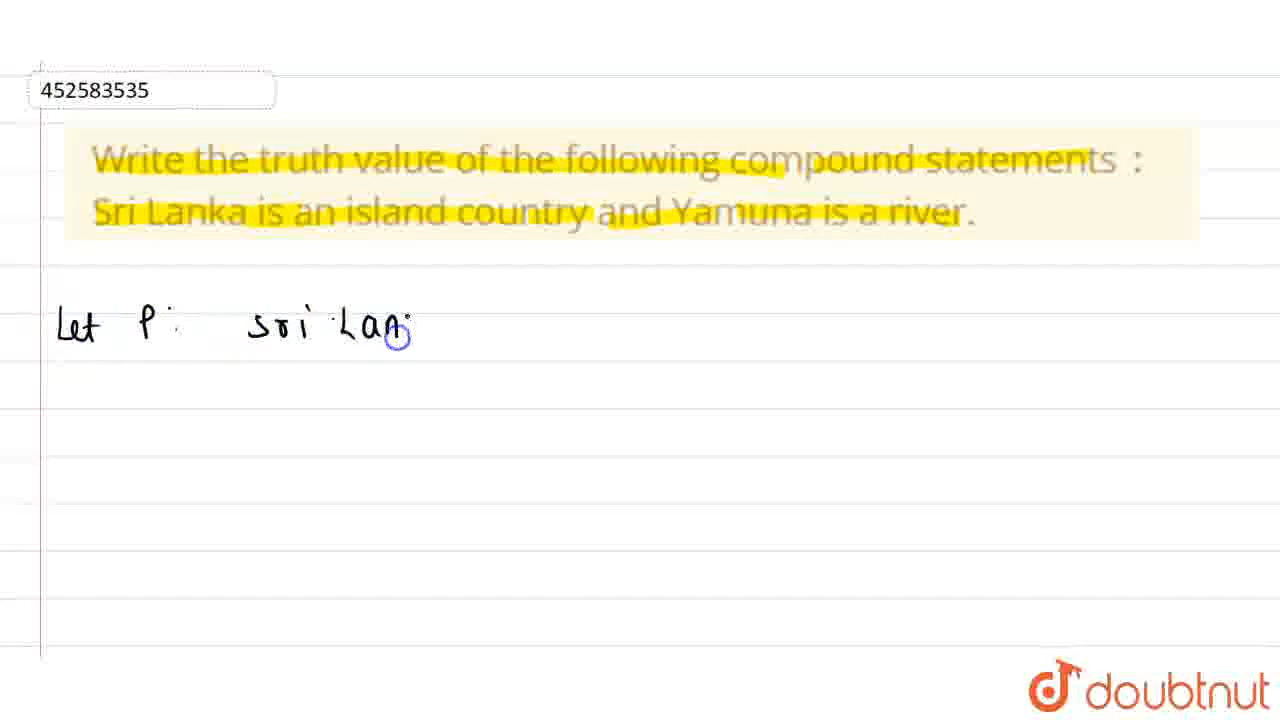 452583535
Write the truth value of the following compound statements :
Sri Lanka is an island country and Yamuna is a river.
Let P: Sri Lan
doubtnut